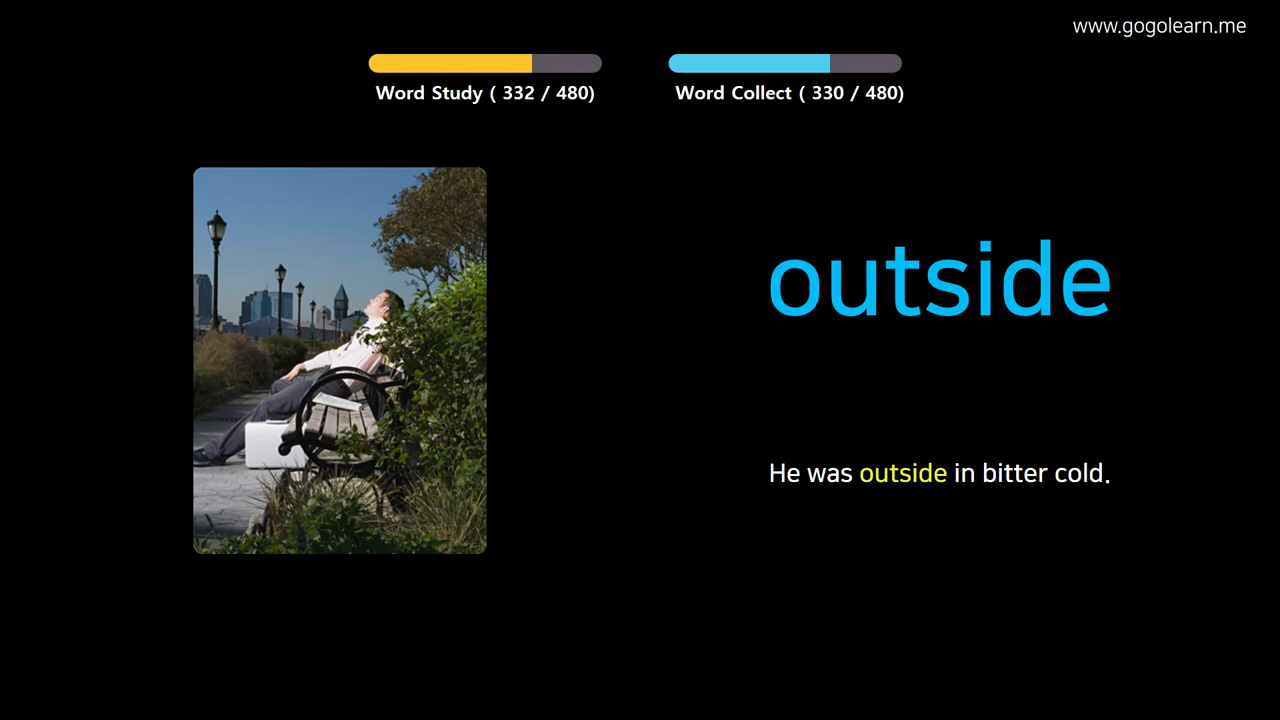 www.gogolearn.me
Word Study ( 332 / 480)
Word Collect ( 330 / 480)
outside
He was outside in bitter cold.